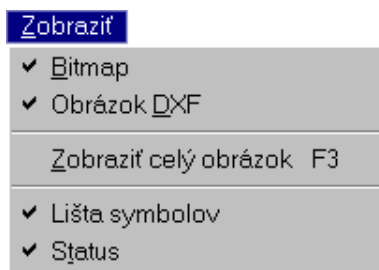 Zobraziť
Bitmap
Obrázok DXF
Zobraziť celý obrázok F3
Lišta symbolov
Status